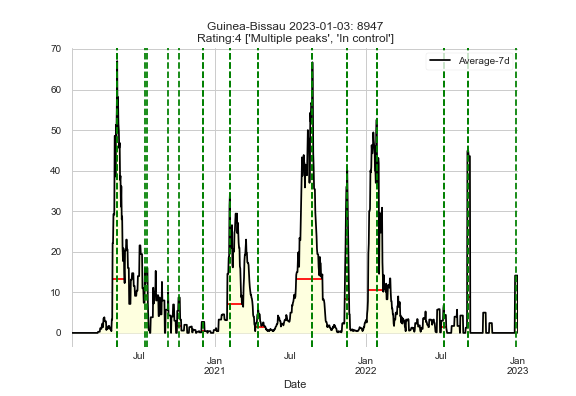 Guinea-Bissau 2023-01-03: 8947
Rating:4 ['Multiple peaks', 'In control']
Average-7d
70
60
50
40
30
20
10
0
Jul
Jan
2021
Jul
Jan
2022
Jul
Jan
2023
Date